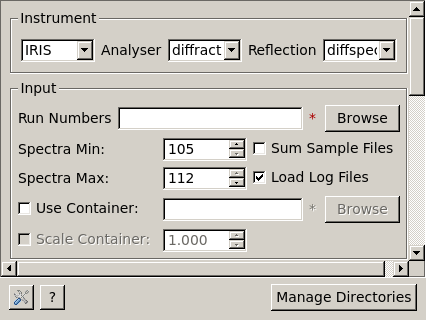 Instrument
IRIS Analyser diffract Reflection diffspec
Input
Run Numbers * Browse
Spectra Min: 105 Sum Sample Files
Spectra Max: 112 Load Log Files
Use Container: * Browse
Scale Container: 1.000
? Manage Directories